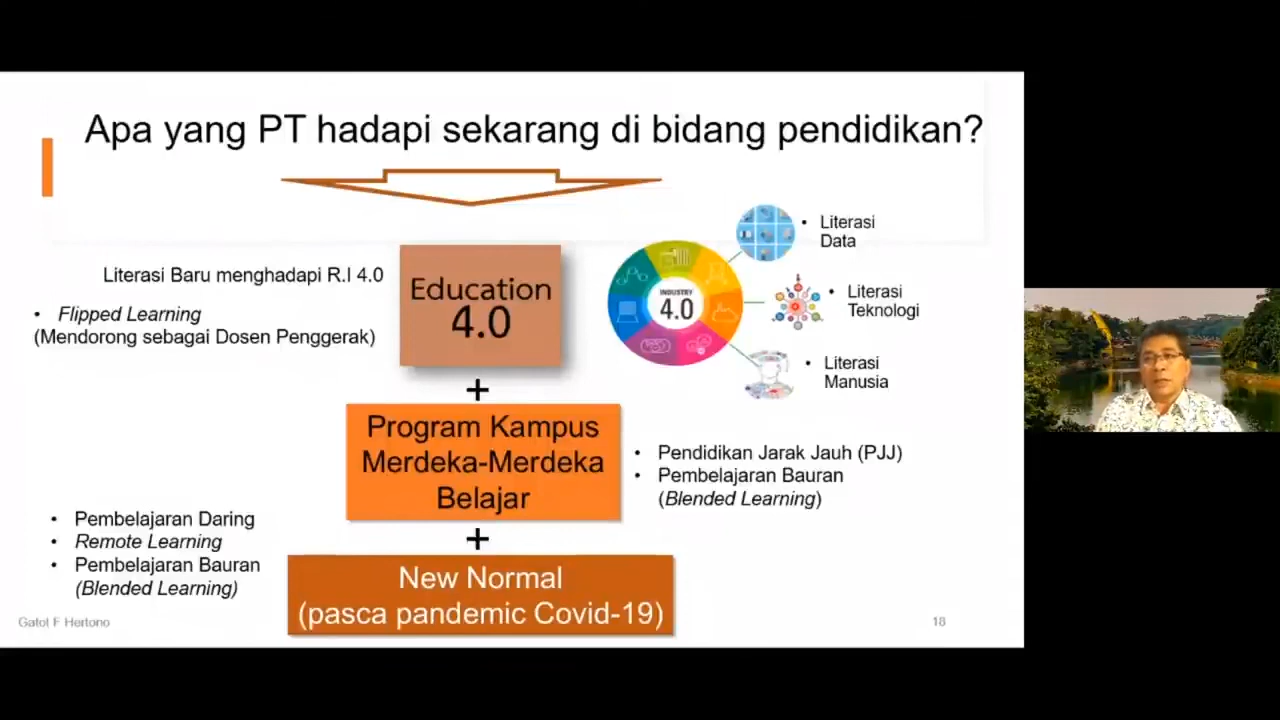 Apa yang PT hadapi sekarang di bidang pendidikan?
Literasi Baru menghadapi R.I 4.0
• Flipped Learning
(Mendorong sebagai Dosen Penggerak)
Education
4.0
INDUSTRY
4.0
• Literasi
Data
• Literasi
Teknologi
• Literasi
Manusia
+
Program Kampus
Merdeka-Merdeka
Belajar
• Pendidikan Jarak Jauh (PJJ)
• Pembelajaran Bauran
(Blended Learning)
+
• Pembelajaran Daring
• Remote Learning
• Pembelajaran Bauran
(Blended Learning)
New Normal
(pasca pandemic Covid-19)
Gatot F Hertono
18